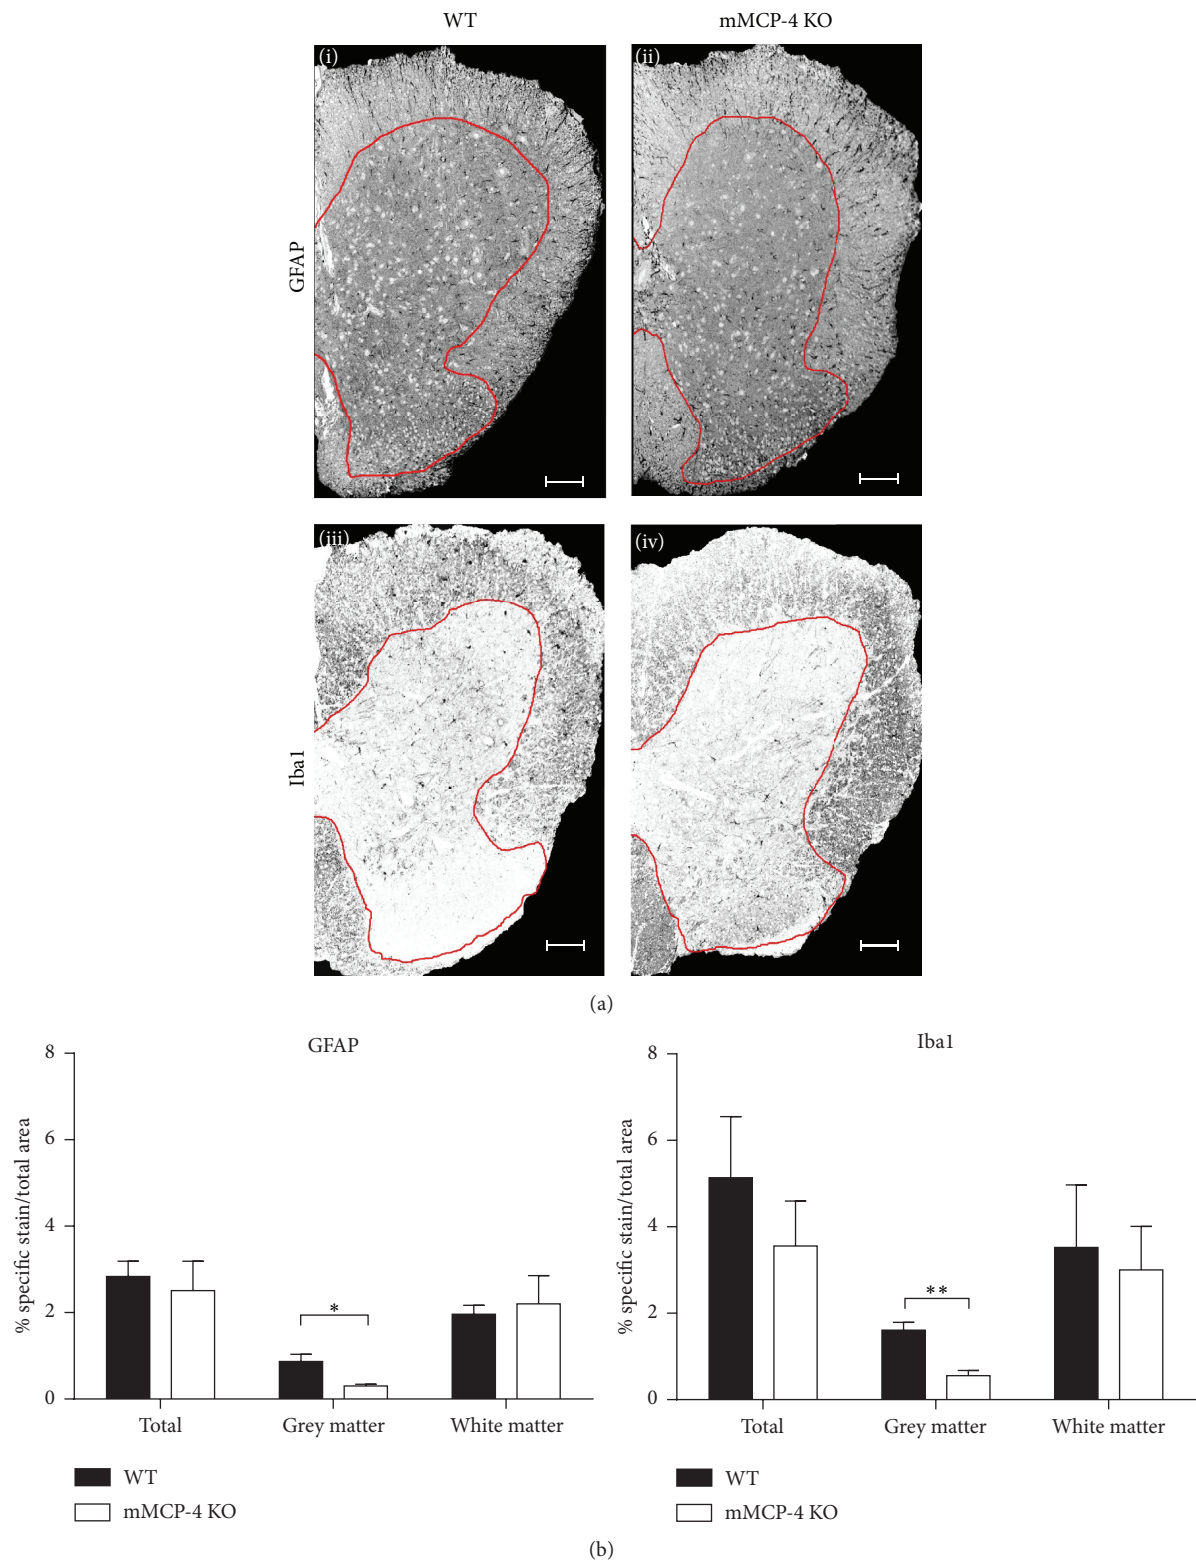 WT
mMCP-4 KO
(i)
(ii)
GFAP
(iii)
(iv)
Iba1
(a)
GFAP
% specific stain/total area
8
6
4
2
0
*
Total
Grey matter
White matter
WT
mMCP-4 KO
Iba1
% specific stain/total area
8
6
4
2
0
**
Total
Grey matter
White matter
WT
mMCP-4 KO
(b)